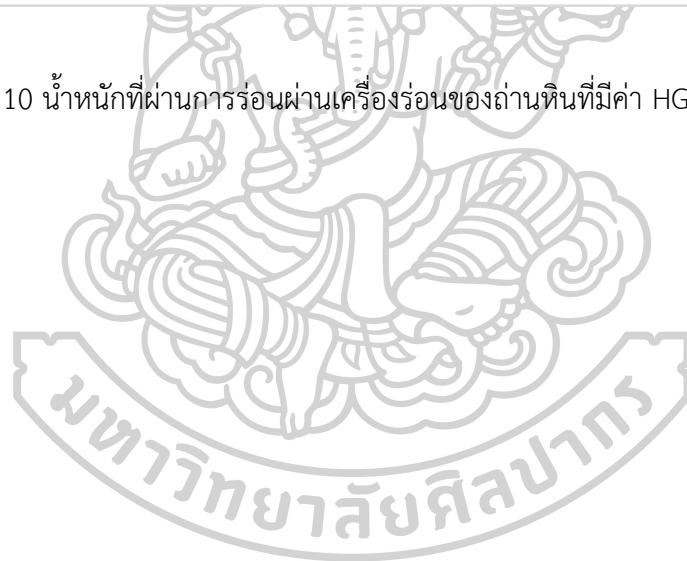 10 น้ำหนักที่ผ่านการร่อนผ่านเครื่องร่อนของถ่านหินที่มีค่า HG
มหาวิทยาลัยศิลปากร